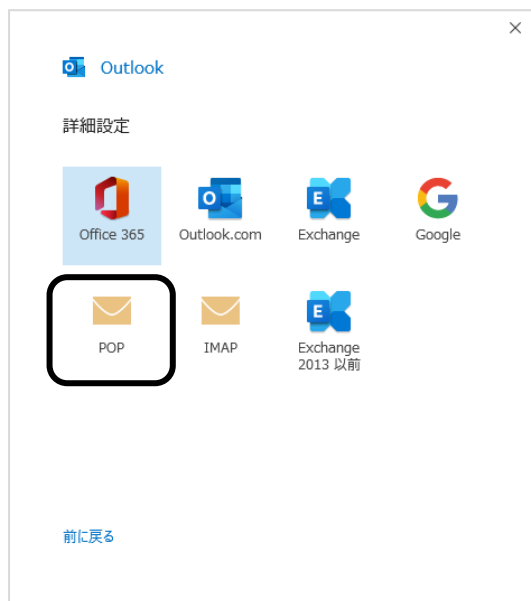 Outlook
詳細設定
Office 365
Outlook.com
Exchange
Google
POP
IMAP
Exchange
2013 以前
前に戻る